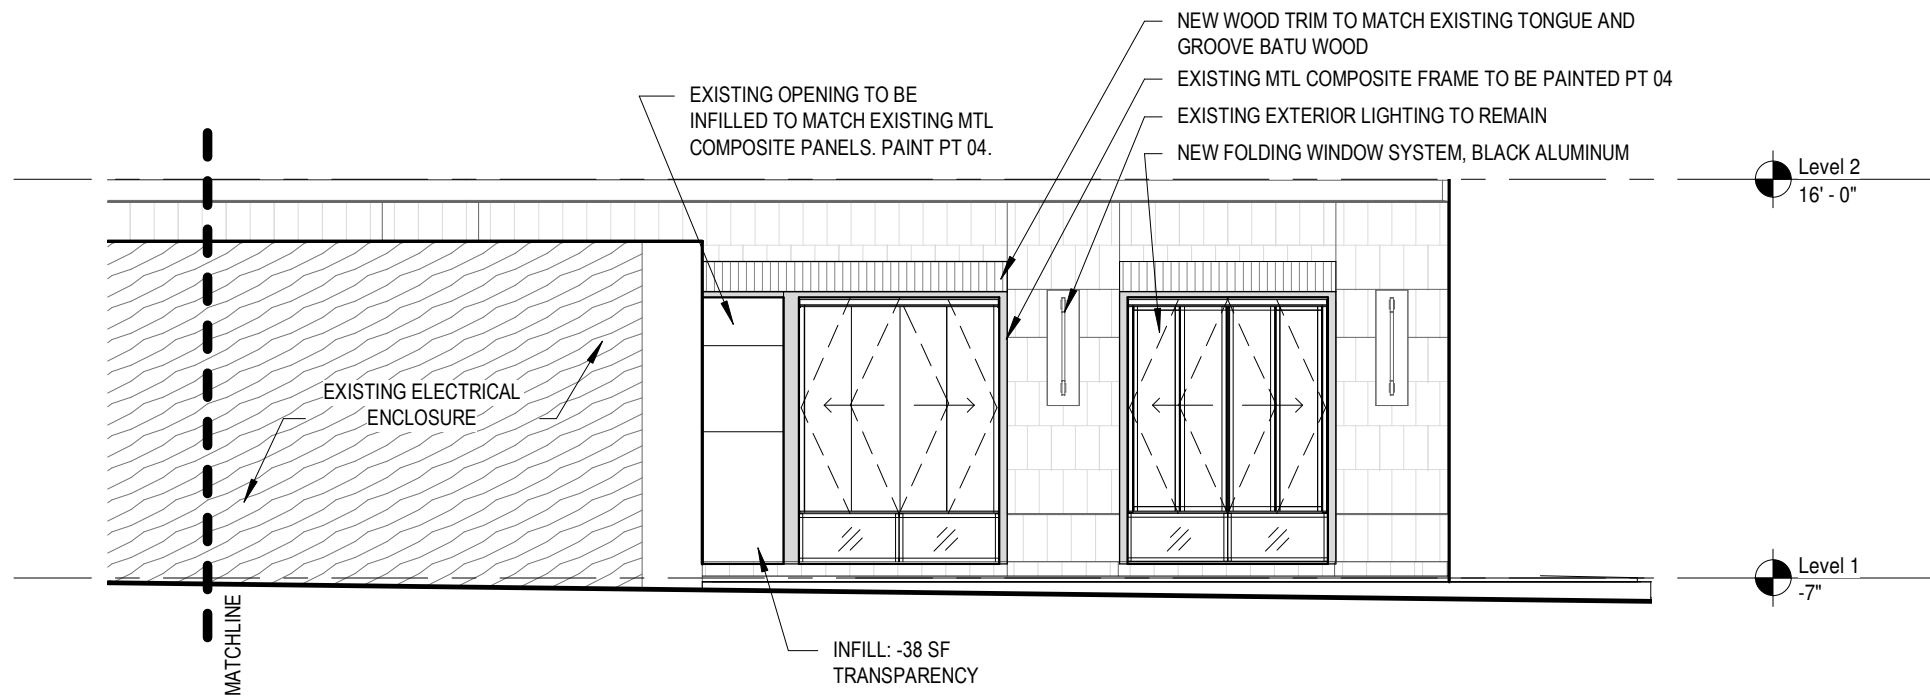 NEW WOOD TRIM TO MATCH EXISTING TONGUE AND
GROOVE BATU WOOD
EXISTING MTL COMPOSITE FRAME TO BE PAINTED PT 04
EXISTING EXTERIOR LIGHTING TO REMAIN
NEW FOLDING WINDOW SYSTEM, BLACK ALUMINUM
EXISTING OPENING TO BE
INFILLED TO MATCH EXISTING MTL
COMPOSITE PANELS. PAINT PT 04.
Level 2
16' - 0"
EXISTING ELECTRICAL
ENCLOSURE
Level 1
-7"
MATCHLINE
INFILL: -38 SF
TRANSPARENCY